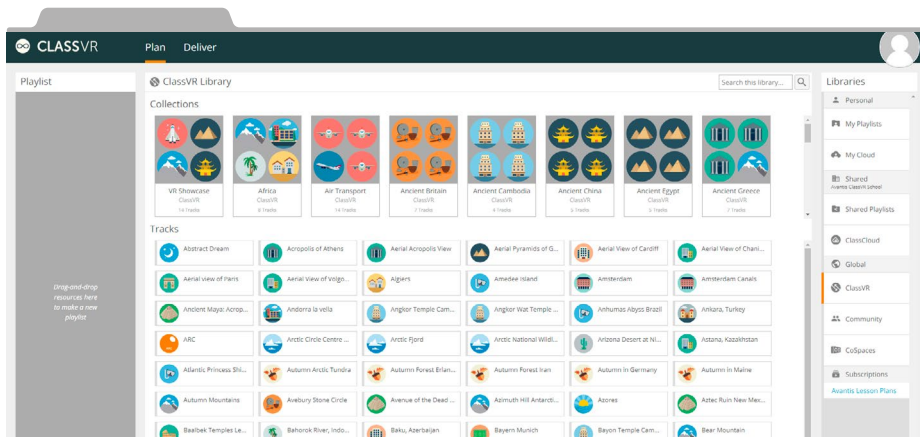 CLASSVR
Plan
Deliver
Playlist
Drag-and-drop
resources here
to make a new
playlist
ClassVR Library
Search this library...
Collections
VR Showcase
ClassVR
14 Tracks
Africa
ClassVR
8 Tracks
Air Transport
ClassVR
14 Tracks
Ancient Britain
ClassVR
7 Tracks
Ancient Cambodia
ClassVR
4 Tracks
Ancient China
ClassVR
5 Tracks
Ancient Egypt
ClassVR
5 Tracks
Ancient Greece
ClassVR
7 Tracks
Tracks
Abstract Dream
Acropolis of Athens
Aerial Acropolis View
Aerial Pyramids of G...
Aerial View of Cardiff
Aerial View of Chani...
Aerial view of Paris
Aerial View of Volgo...
Algiers
Amedee Island
Amsterdam
Amsterdam Canals
Ancient Maya: Acrop...
Andorra la vella
Angkor Temple Cam...
Angkor Wat Temple ...
Anhumas Abyss Brazil
Ankara, Turkey
ARC
Arctic Circle Centre ...
Arctic Fjord
Arctic National Wildl...
Arizona Desert at Ni...
Astana, Kazakhstan
Atlantic Princess Shi...
Autumn Arctic Tundra
Autumn Forest Erlan...
Autumn Forest Iran
Autumn in Germany
Autumn in Maine
Autumn Mountains
Avebury Stone Circle
Avenue of the Dead ...
Azimuth Hill Antarcti...
Azores
Aztec Ruin New Mex...
Baalbek Temples Le...
Bahorok River, Indo...
Baku, Azerbaijan
Bayern Munich
Bayon Temple Cam...
Bear Mountain
Libraries
Personal
My Playlists
My Cloud
Shared
Avantis ClassVR School
Shared Playlists
ClassCloud
Global
ClassVR
Community
CoSpaces
Subscriptions
Avantis Lesson Plans